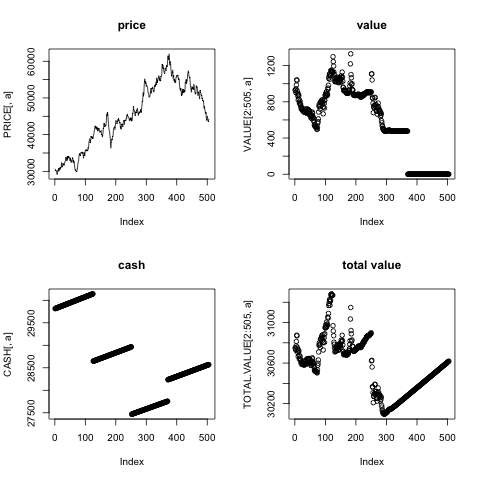 price
PRICE[, a]
30000 40000 50000 60000
0 100 200 300 400 500
Index
value
VALUE[2:505, a]
0 400 800 1200
0 100 200 300 400 500
Index
cash
CASH[, a]
27500 28500 29500
0 100 200 300 400 500
Index
total value
TOTAL.VALUE[2:505, a]
30200 30600 31000
0 100 200 300 400 500
Index